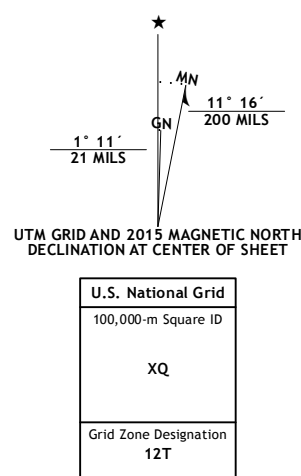 ★
MN
GN
11° 16´
200 MILS
1° 11´
21 MILS
UTM GRID AND 2015 MAGNETIC NORTH
DECLINATION AT CENTER OF SHEET
U.S. National Grid
100,000-m Square ID
XQ
Grid Zone Designation
12T